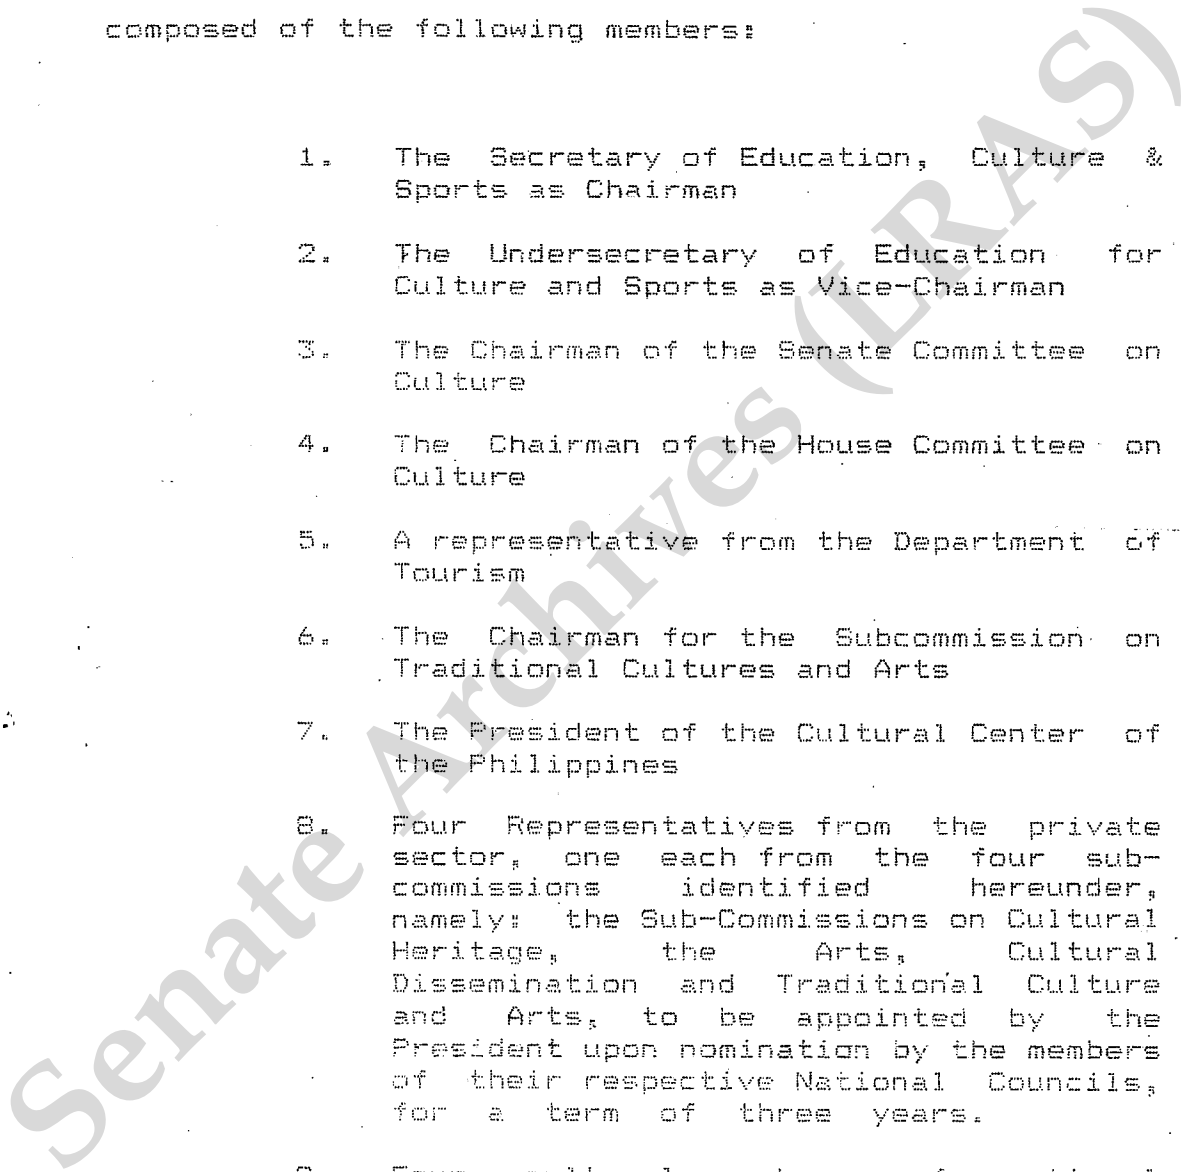 composed of the following members:
1. The Secretary of Education, Culture &
Sports as Chairman
2. The Undersecretary of Education for
Culture and Sports as Vice-Chairman
3. The Chairman of the Senate Committee on
Culture
4. The Chairman of the House Committee on
Culture
5. A representative from the Department of
Tourism
6. The Chairman for the Subcommission on
Traditional Cultures and Arts
7. The President of the Cultural Center of
the Philippines
8. Four Representatives from the private
sector, one each from the four sub-
commissions identified hereunder,
namely: the Sub-Commissions on Cultural
Heritage, the Arts, Cultural
Dissemination and Traditional Culture
and Arts, to be appointed by the
President upon nomination by the members
of their respective National Councils,
for a term of three years.
Senate Archives (LRAS)